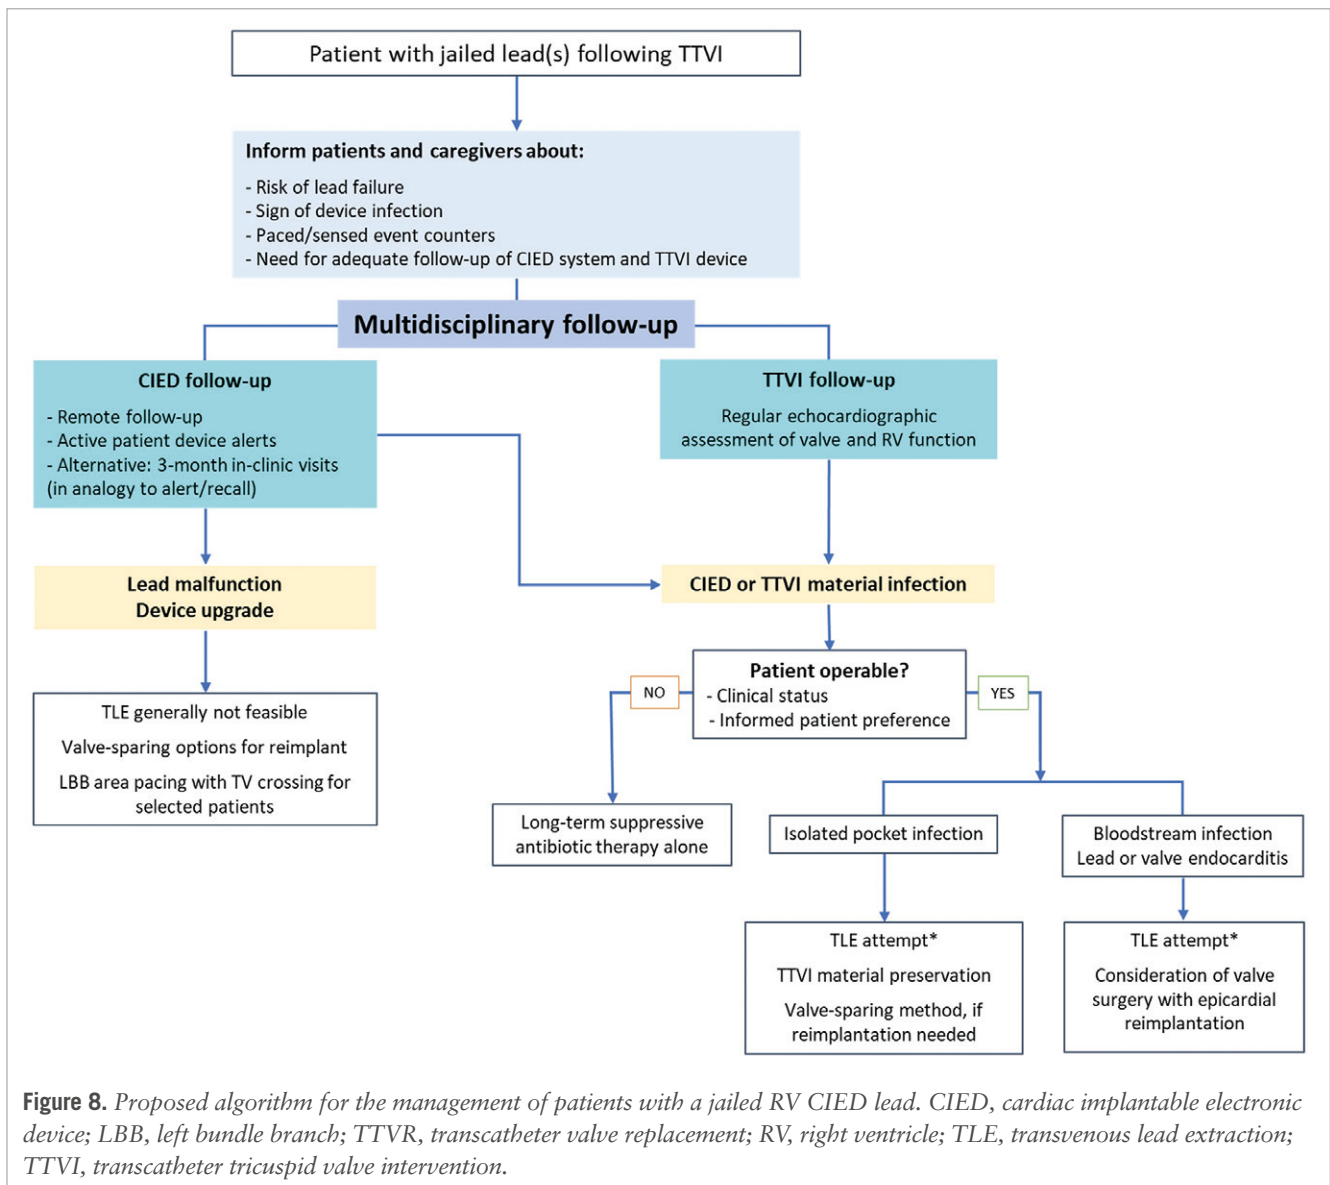 Patient with jailed lead(s) following TTVI
Inform patients and caregivers about:
- Risk of lead failure
- Sign of device infection
- Paced/sensed event counters
- Need for adequate follow-up of CIED system and TTVI device
Multidisciplinary follow-up
CIED follow-up
- Remote follow-up
- Active patient device alerts
- Alternative: 3-month in-clinic visits
(in analogy to alert/recall)
TTVI follow-up
Regular echocardiographic
assessment of valve and RV function
Lead malfunction
Device upgrade
CIED or TTVI material infection
TLE generally not feasible
Valve-sparing options for reimplant
LBB area pacing with TV crossing for
selected patients
Patient operable?
- Clinical status
- Informed patient preference
NO
YES
Long-term suppressive
antibiotic therapy alone
Isolated pocket infection
Bloodstream infection
Lead or valve endocarditis
TLE attempt*
TTVI material preservation
Valve-sparing method, if
reimplantation needed
TLE attempt*
Consideration of valve
surgery with epicardial
reimplantation
Figure 8. Proposed algorithm for the management of patients with a jailed RV CIED lead. CIED, cardiac implantable electronic
device; LBB, left bundle branch; TTVR, transcatheter valve replacement; RV, right ventricle; TLE, transvenous lead extraction;
TTVI, transcatheter tricuspid valve intervention.